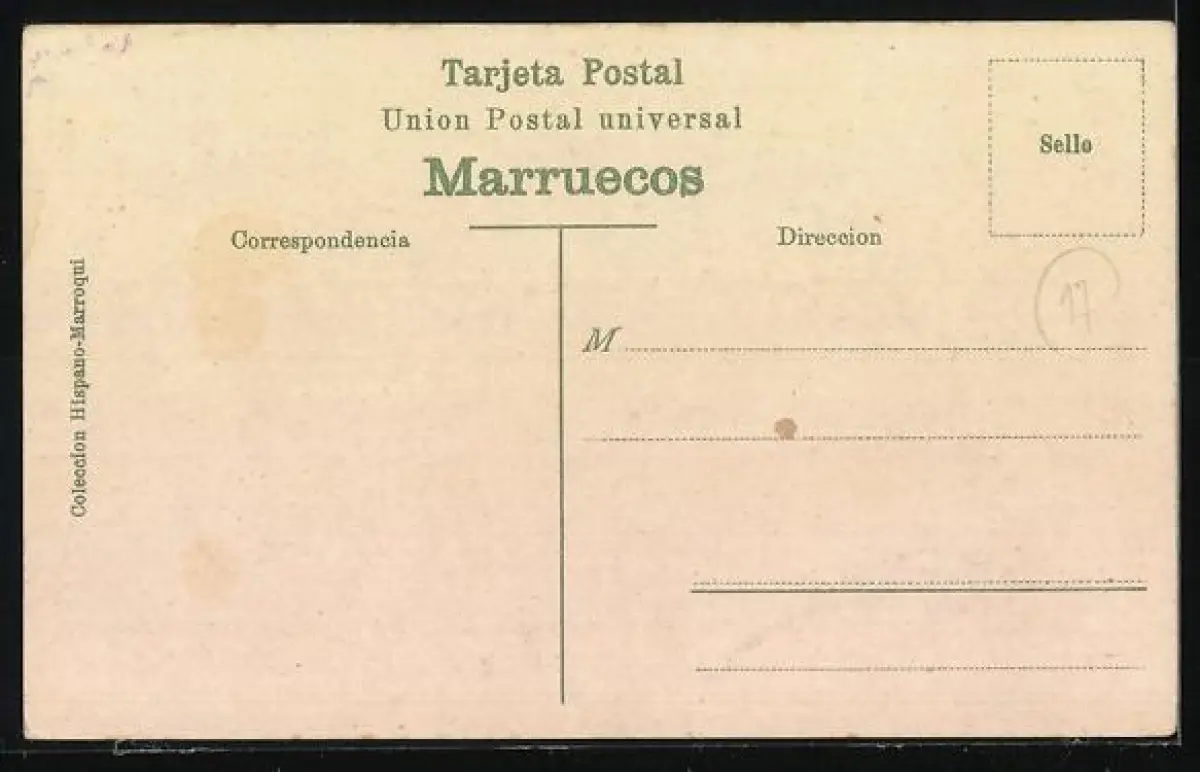 Tarjeta Postal
Union Postal universal
Marruecos
Sello
Correspondencia
Direccion
17
M
Coleccion Hispano-Marroqui